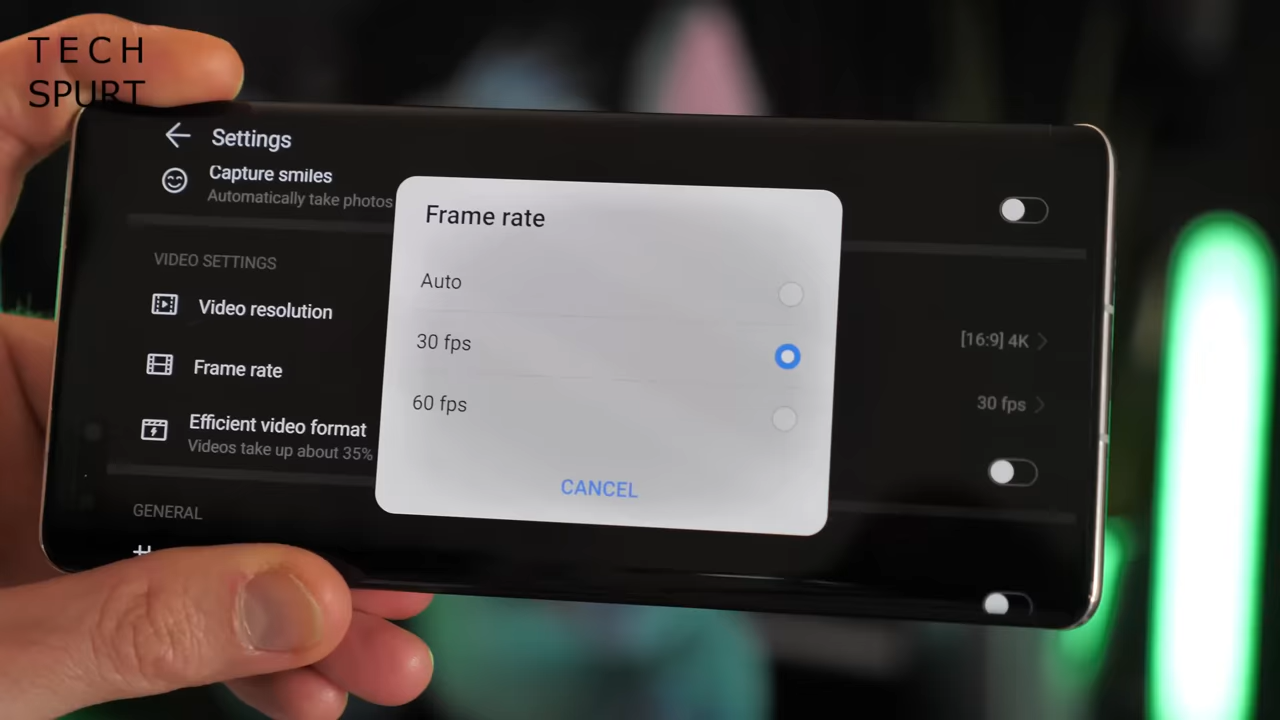 TECH
SPURT
Settings
Capture smiles
Automatically take photos
VIDEO SETTINGS
Video resolution
[16:9] 4K
Frame rate
30 fps
Efficient video format
Videos take up about 35%
GENERAL
Frame rate
Auto
30 fps
60 fps
CANCEL